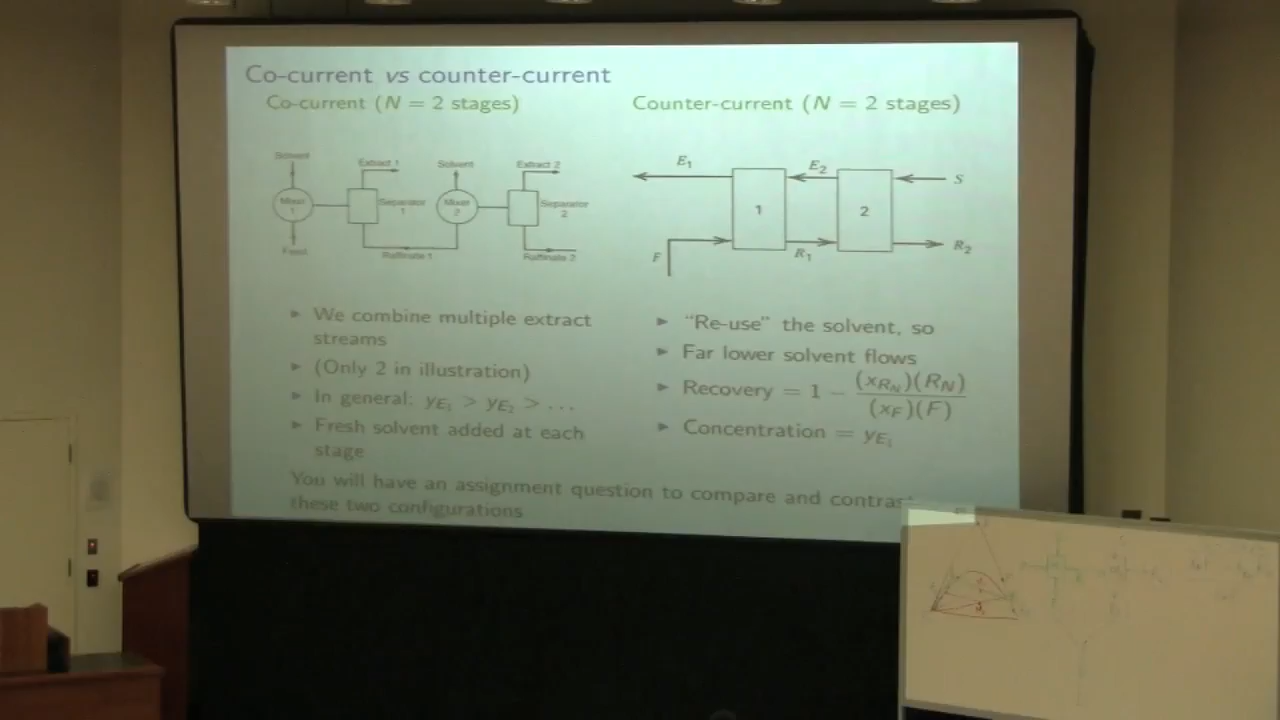 Co-current vs counter-current
Co-current (N = 2 stages)
Solvent
Extract 1
Solvent
Extract 2
Mixer
1
Separator
1
Mixer
2
Separator
2
Feed
Raffinate 1
Raffinate 2
► We combine multiple extract
streams
► (Only 2 in illustration)
► In general: yE1 > yE2 > ...
► Fresh solvent added at each
stage
Counter-current (N = 2 stages)
E1
E2
S
1
2
F
R1
R2
► "Re-use" the solvent, so
► Far lower solvent flows
► Recovery = 1 − (xRN)(RN) / (xF)(F)
► Concentration = yE1
You will have an assignment question to compare and contrast
these two configurations